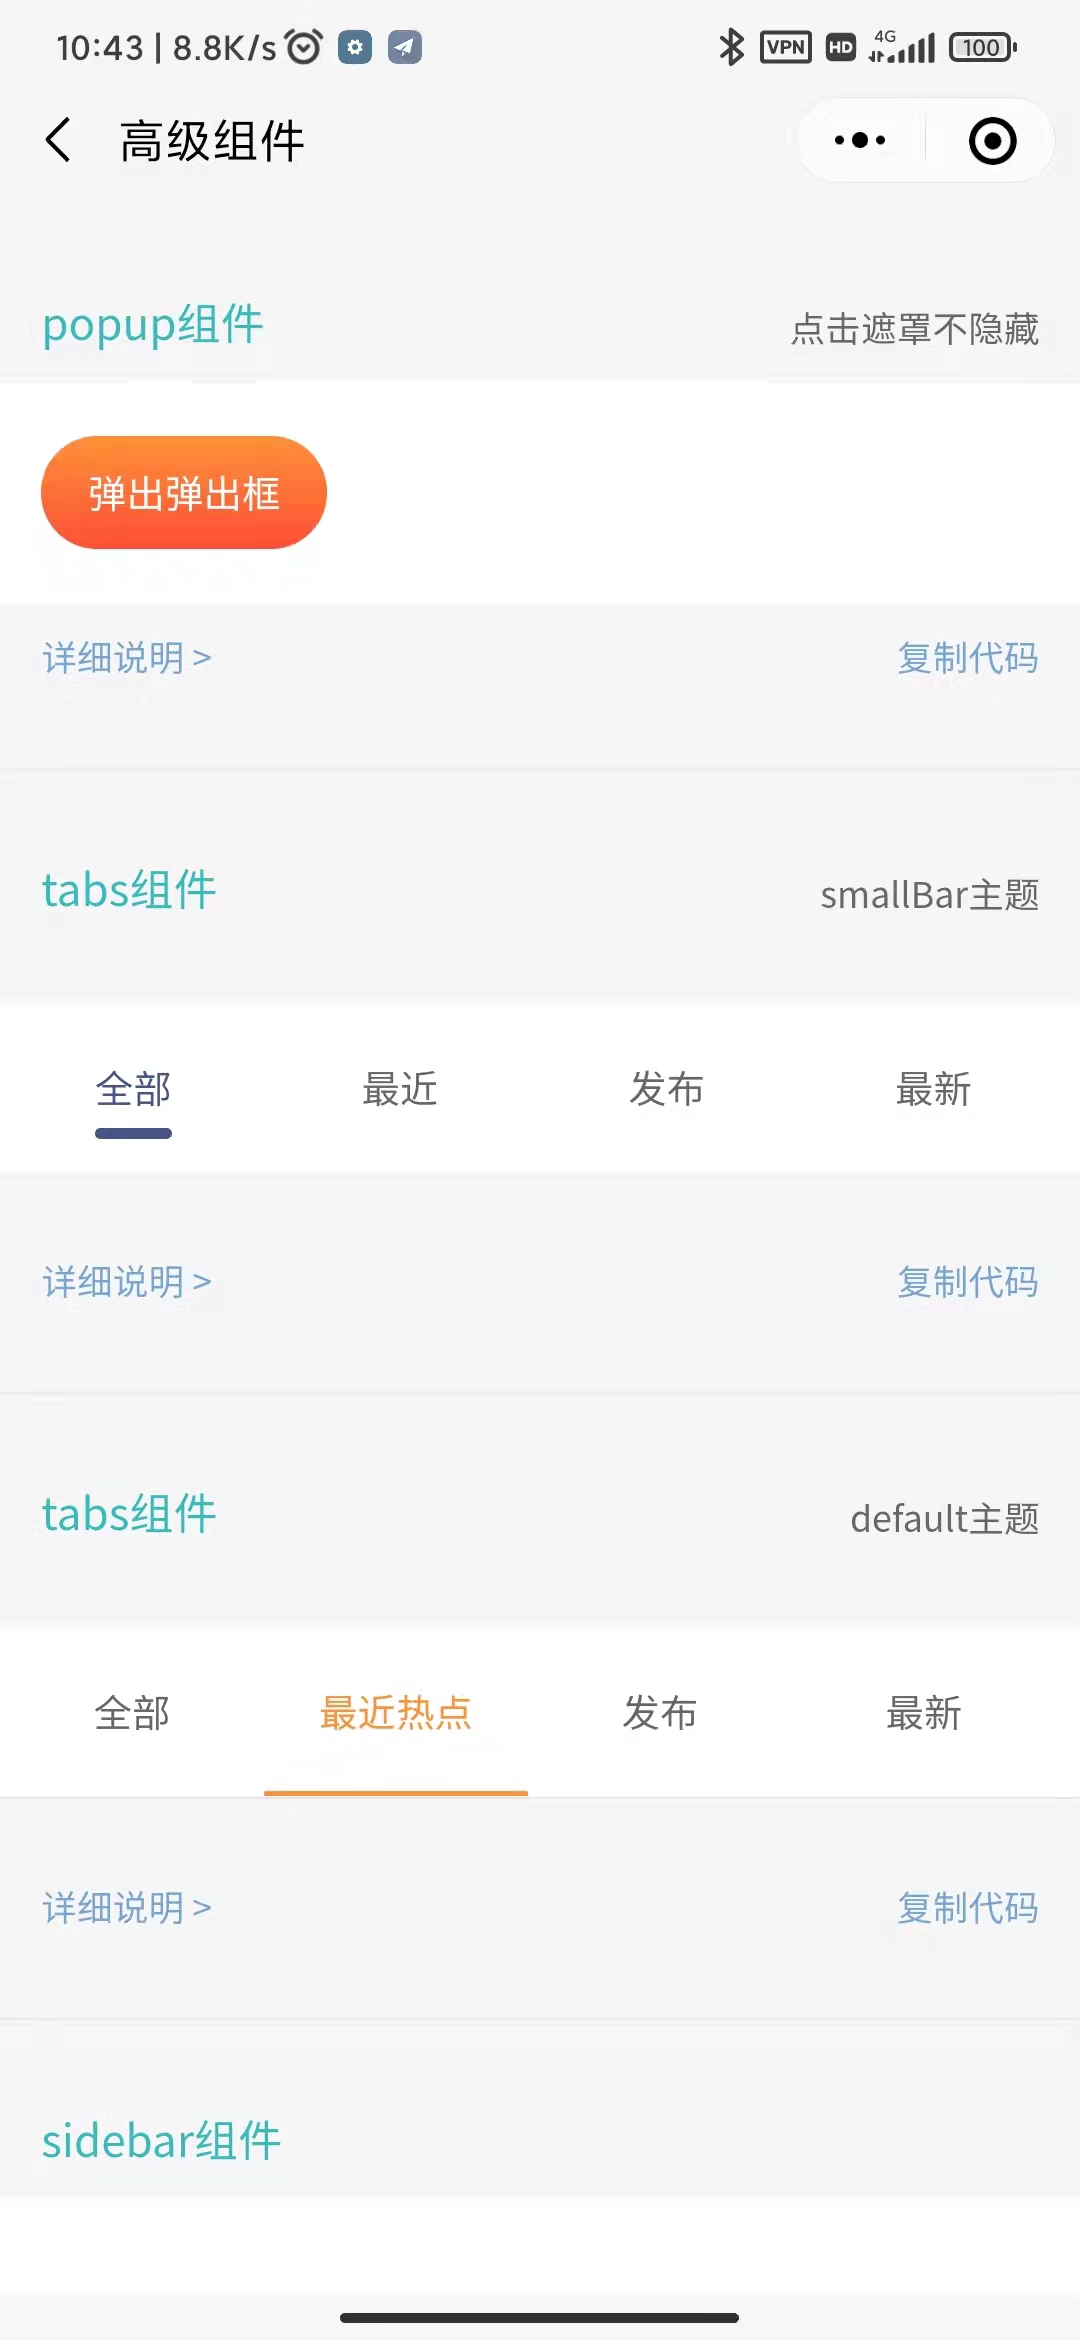 10:43 | 8.8K/s VPN HD 4G 100
高级组件
popup组件 点击遮罩不隐藏
弹出弹出框
详细说明 > 复制代码
tabs组件 smallBar主题
全部 最近 发布 最新
详细说明 > 复制代码
tabs组件 default主题
全部 最近热点 发布 最新
详细说明 > 复制代码
sidebar组件